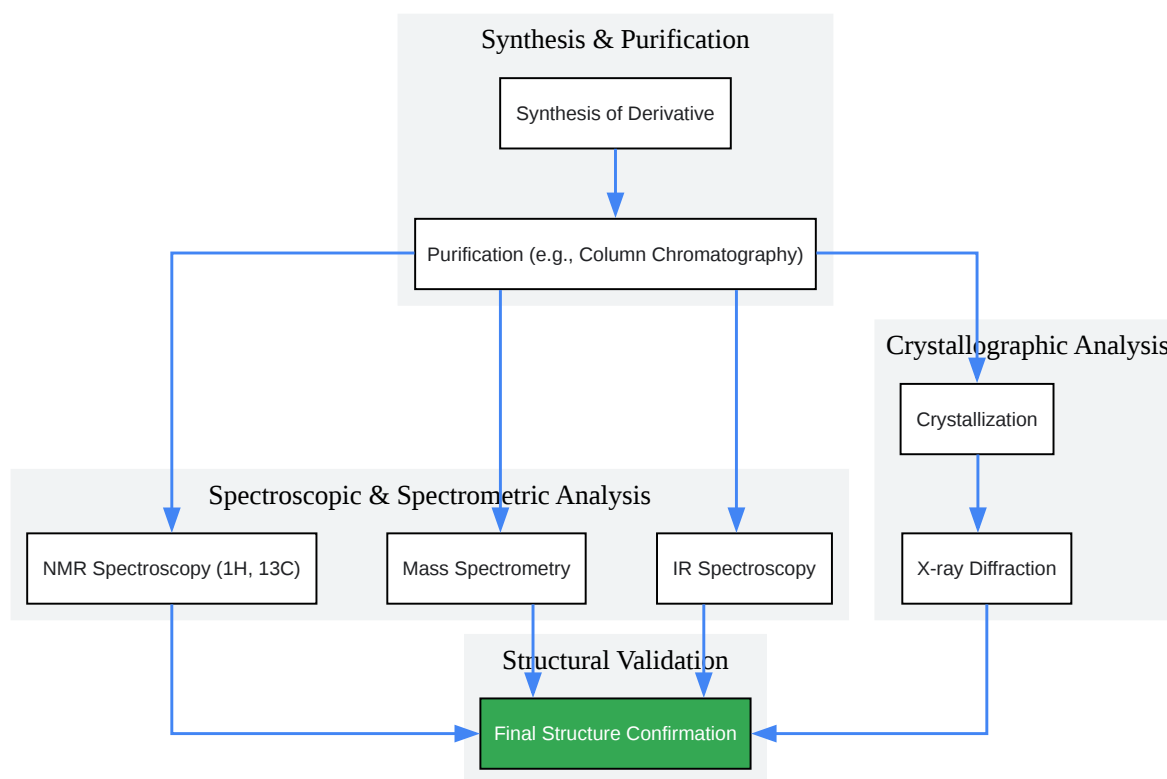 Synthesis & Purification
Synthesis of Derivative
Purification (e.g., Column Chromatography)
Crystallographic Analysis
Crystallization
Spectroscopic & Spectrometric Analysis
NMR Spectroscopy (1H, 13C)
Mass Spectrometry
IR Spectroscopy
X-ray Diffraction
Structural Validation
Final Structure Confirmation